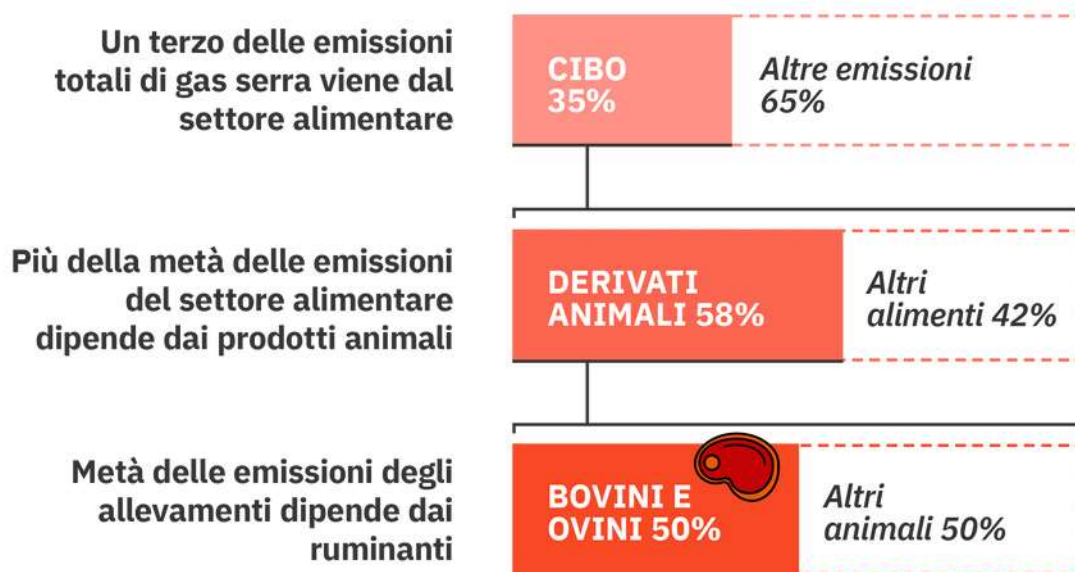 Un terzo delle emissioni
totali di gas serra viene dal
settore alimentare
CIBO
35%
Altre emissioni
65%
Più della metà delle emissioni
del settore alimentare
dipende dai prodotti animali
DERIVATI
ANIMALI 58%
Altri
alimenti 42%
Metà delle emissioni degli
allevamenti dipende dai
ruminanti
BOVINI E
OVINI 50%
Altri
animali 50%